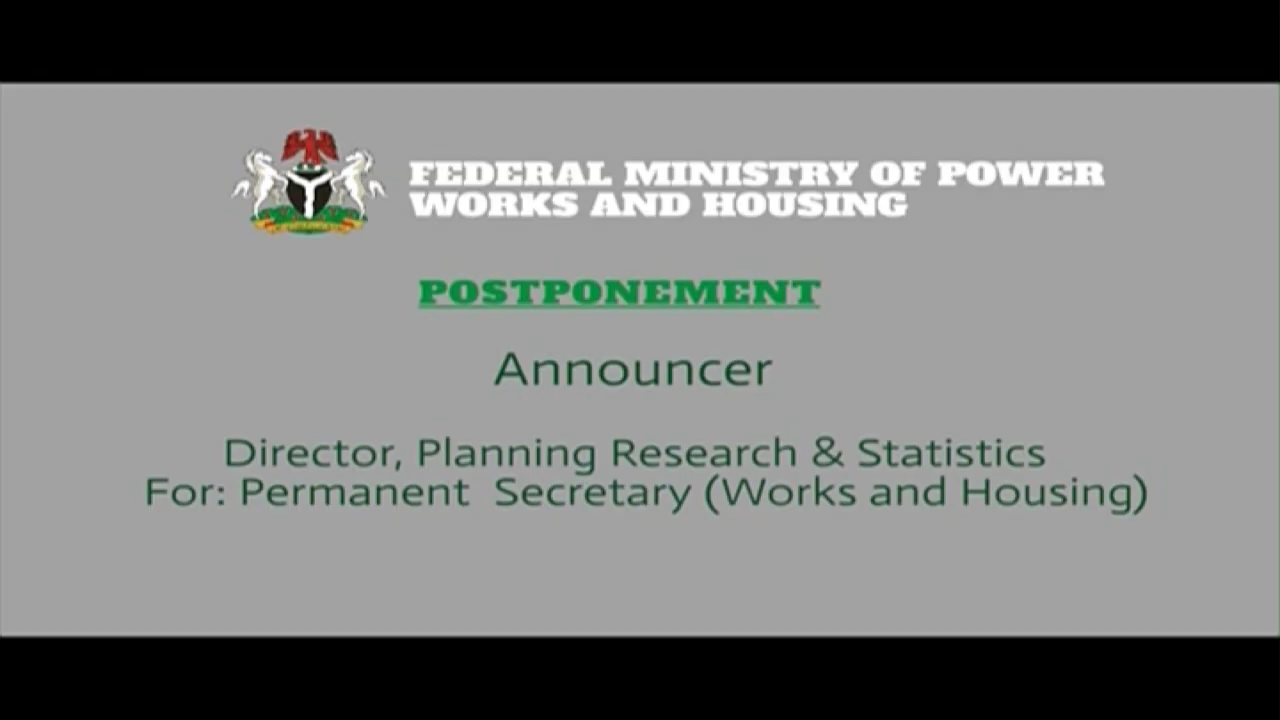 FEDERAL MINISTRY OF POWER
WORKS AND HOUSING
POSTPONEMENT
Announcer
Director, Planning Research & Statistics
For: Permanent Secretary (Works and Housing)